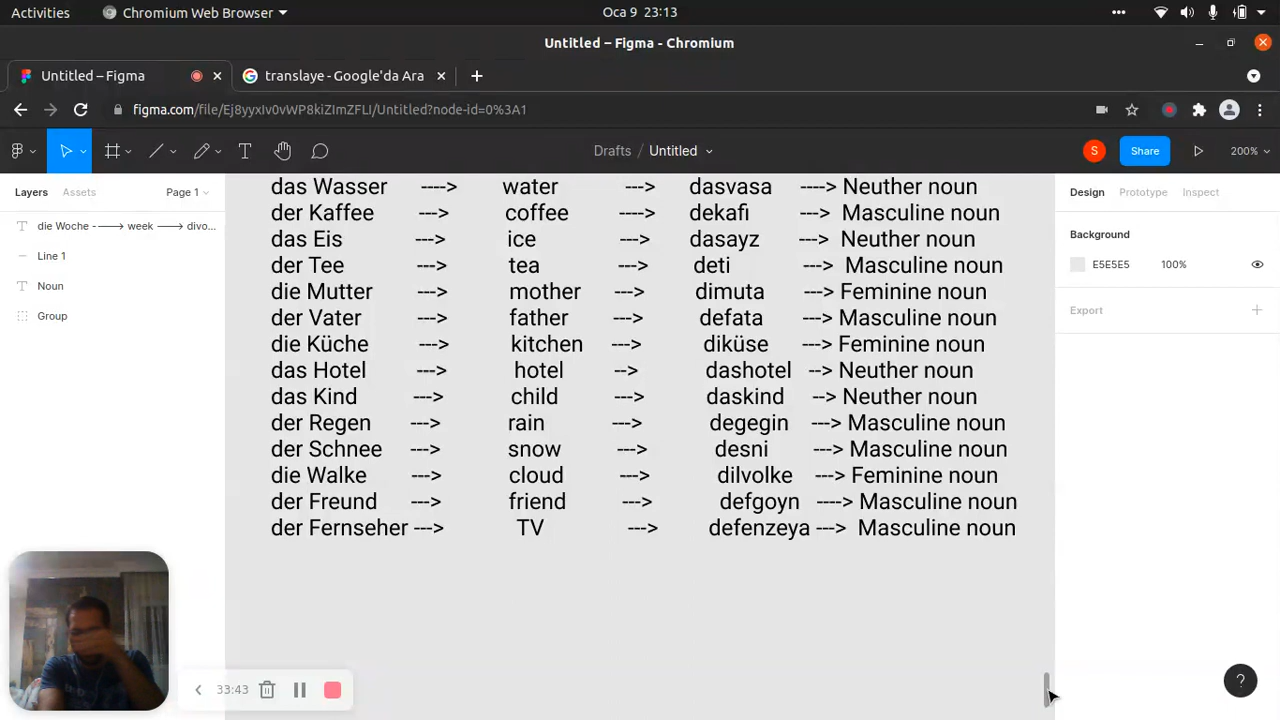 Activities Chromium Web Browser Oca 9 23:13
Untitled – Figma - Chromium
Untitled – Figma translaye - Google'da Ara
figma.com/file/Ej8yyxIv0vWP8kiZImZFLI/Untitled?node-id=0%3A1
Drafts / Untitled S Share 200%
Layers Assets Page 1 Design Prototype Inspect
die Woche ----> week ---> divo...
Line 1
Noun
Group
Background
E5E5E5 100%
Export
das Wasser ----> water ---> dasvasa ----> Neuther noun
der Kaffee ---> coffee ----> dekafi ---> Masculine noun
das Eis ---> ice ---> dasayz ---> Neuther noun
der Tee ---> tea ---> deti ---> Masculine noun
die Mutter ---> mother ---> dimuta ---> Feminine noun
der Vater ---> father ---> defata ---> Masculine noun
die Küche ---> kitchen ---> diküse ---> Feminine noun
das Hotel ---> hotel --> dashotel --> Neuther noun
das Kind ---> child ---> daskind --> Neuther noun
der Regen ---> rain ---> degegin ---> Masculine noun
der Schnee ---> snow ---> desni ---> Masculine noun
die Walke ---> cloud ---> dilvolke ---> Feminine noun
der Freund ---> friend ---> defgoyn ----> Masculine noun
der Fernseher ---> TV ---> defenzeya ---> Masculine noun
33:43
?